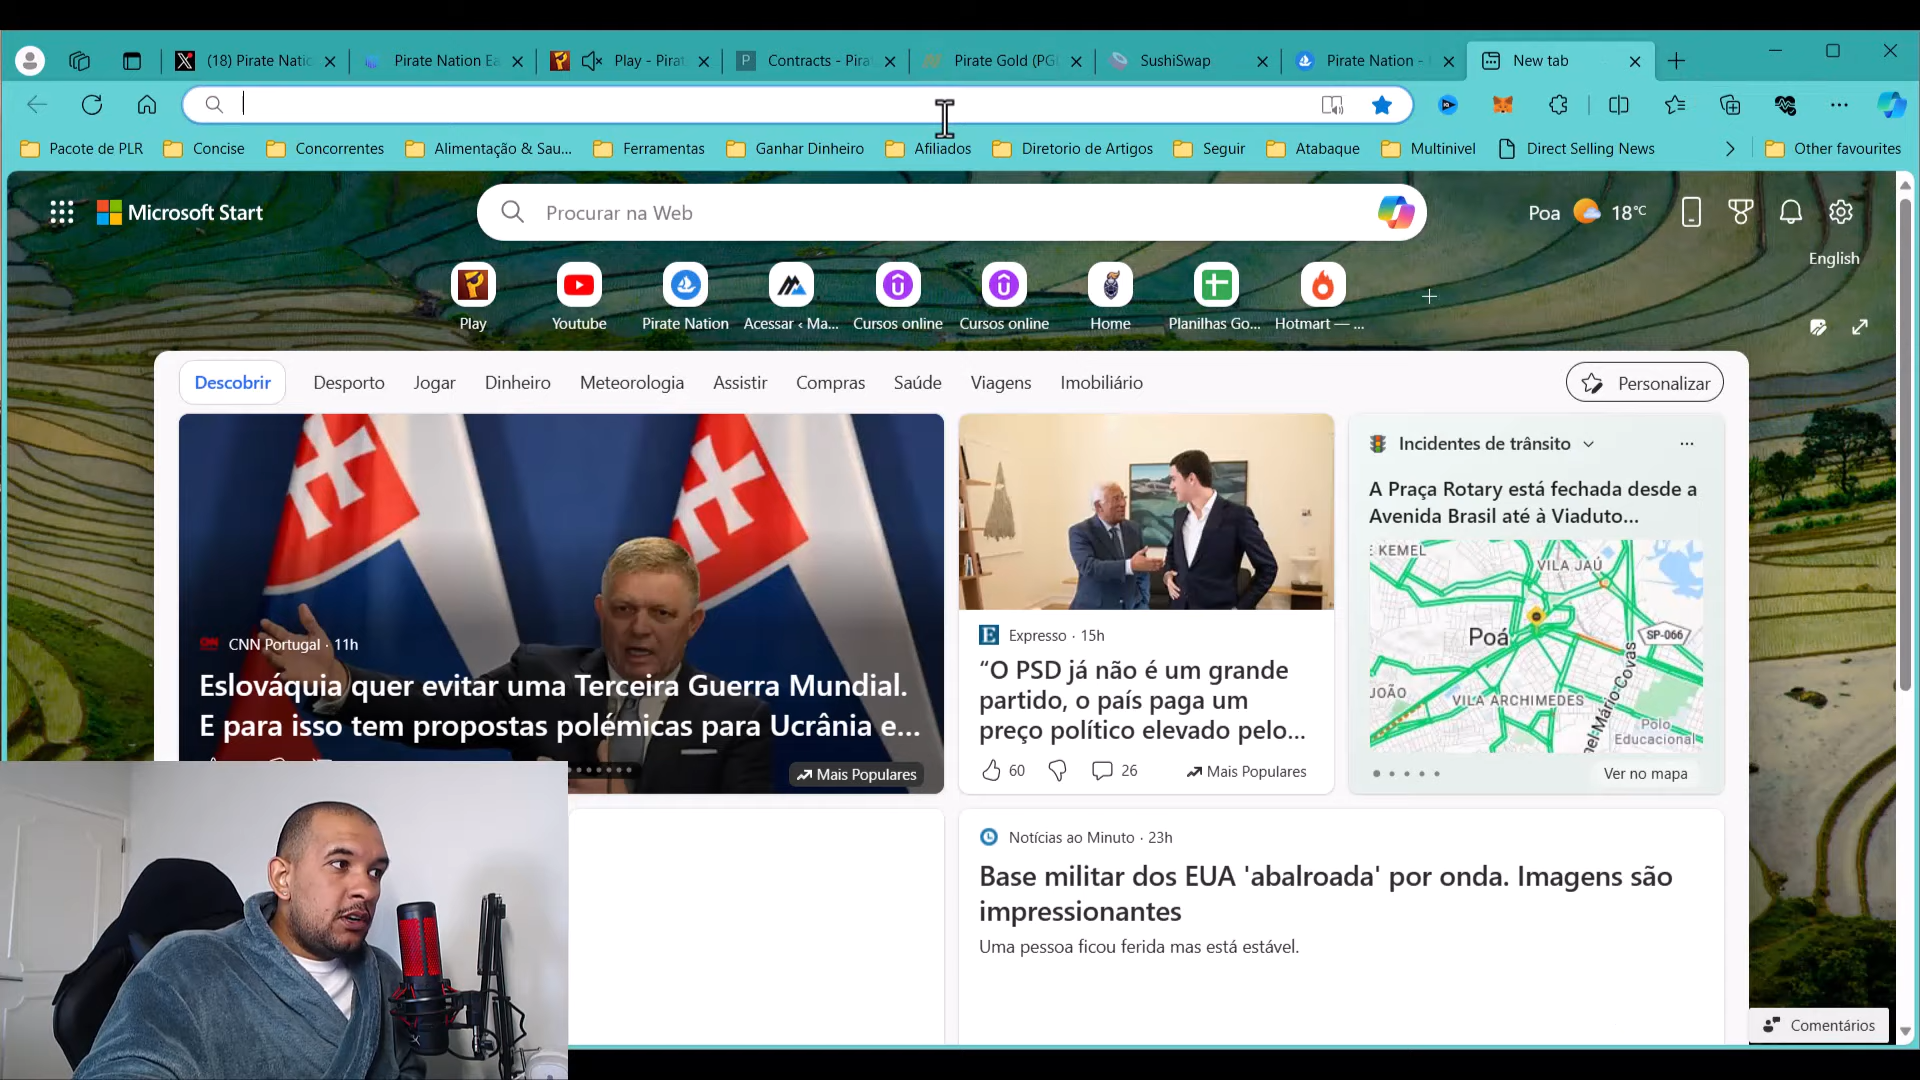 (18) Pirate Natic
Pirate Nation Ea
Play - Pirat
Contracts - Pira
Pirate Gold (PG
SushiSwap
Pirate Nation -
New tab
Pacote de PLR
Concise
Concorrentes
Alimentação & Sau...
Ferramentas
Ganhar Dinheiro
Afiliados
Diretorio de Artigos
Seguir
Atabaque
Multinivel
Direct Selling News
Other favourites
Microsoft Start
Procurar na Web
Poa
18°C
English
Play
Youtube
Pirate Nation
Acessar ‹ Ma...
Cursos online
Cursos online
Home
Planilhas Go...
Hotmart — ...
Descobrir
Desporto
Jogar
Dinheiro
Meteorologia
Assistir
Compras
Saúde
Viagens
Imobiliário
Personalizar
CNN Portugal · 11h
Eslováquia quer evitar uma Terceira Guerra Mundial.
E para isso tem propostas polémicas para Ucrânia e...
Mais Populares
Expresso · 15h
“O PSD já não é um grande
partido, o país paga um
preço político elevado pelo...
60
26
Mais Populares
Incidentes de trânsito
A Praça Rotary está fechada desde a
Avenida Brasil até à Viaduto...
KEMEL
VILA JAÚ
Poá
SP-066
JOÃO
VILA ARCHIMEDES
nel-Mário Covas
Polo
Educacional
Ver no mapa
Notícias ao Minuto · 23h
Base militar dos EUA 'abalroada' por onda. Imagens são
impressionantes
Uma pessoa ficou ferida mas está estável.
Comentários